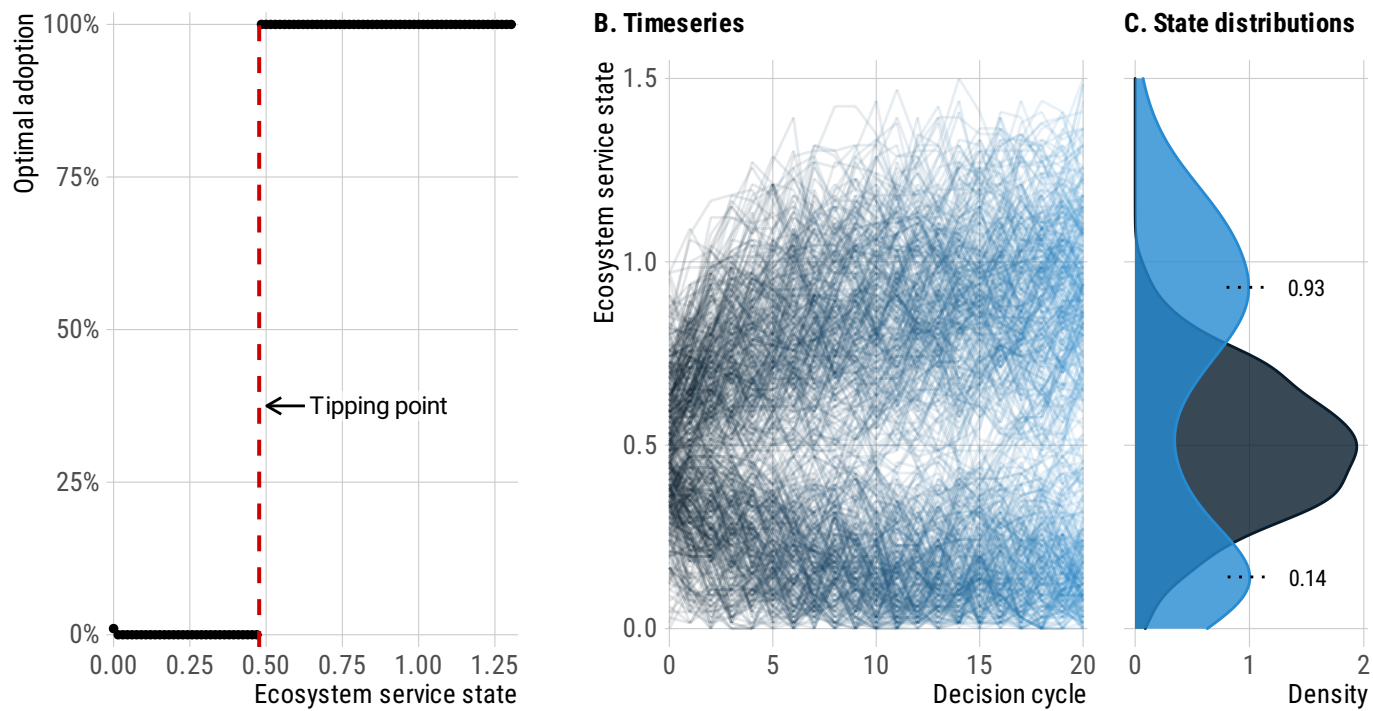 Optimal adoption
100%
75%
50%
25%
0%
Tipping point
0.00 0.25 0.50 0.75 1.00 1.25
Ecosystem service state
B. Timeseries
Ecosystem service state
1.5
1.0
0.5
0.0
0 5 10 15 20
Decision cycle
C. State distributions
0.93
0.14
0 1 2
Density